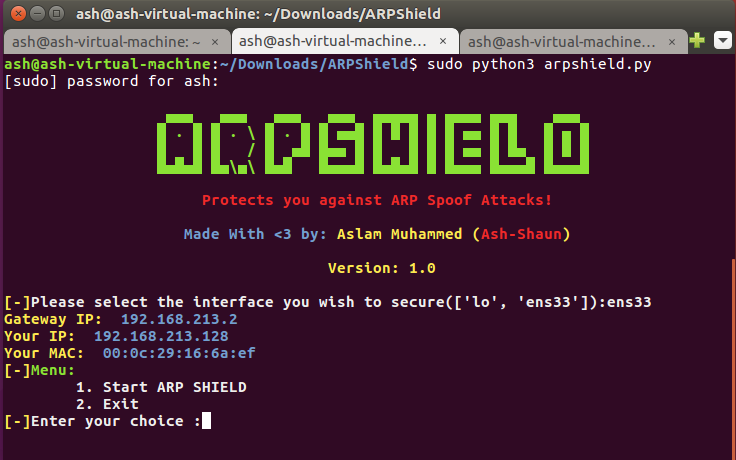 ash@ash-virtual-machine: ~/Downloads/ARPShield
ash@ash-virtual-machine: ~ ×
ash@ash-virtual-machine... ×
ash@ash-virtual-machine... ×
ash@ash-virtual-machine:~/Downloads/ARPShield$ sudo python3 arpshield.py
[sudo] password for ash:
ARPSHIELD
Protects you against ARP Spoof Attacks!
Made With <3 by: Aslam Muhammed (Ash-Shaun)
Version: 1.0
[-]Please select the interface you wish to secure(['lo', 'ens33']):ens33
Gateway IP:  192.168.213.2
Your IP:  192.168.213.128
Your MAC:  00:0c:29:16:6a:ef
[-]Menu:
1. Start ARP SHIELD
2. Exit
[-]Enter your choice :